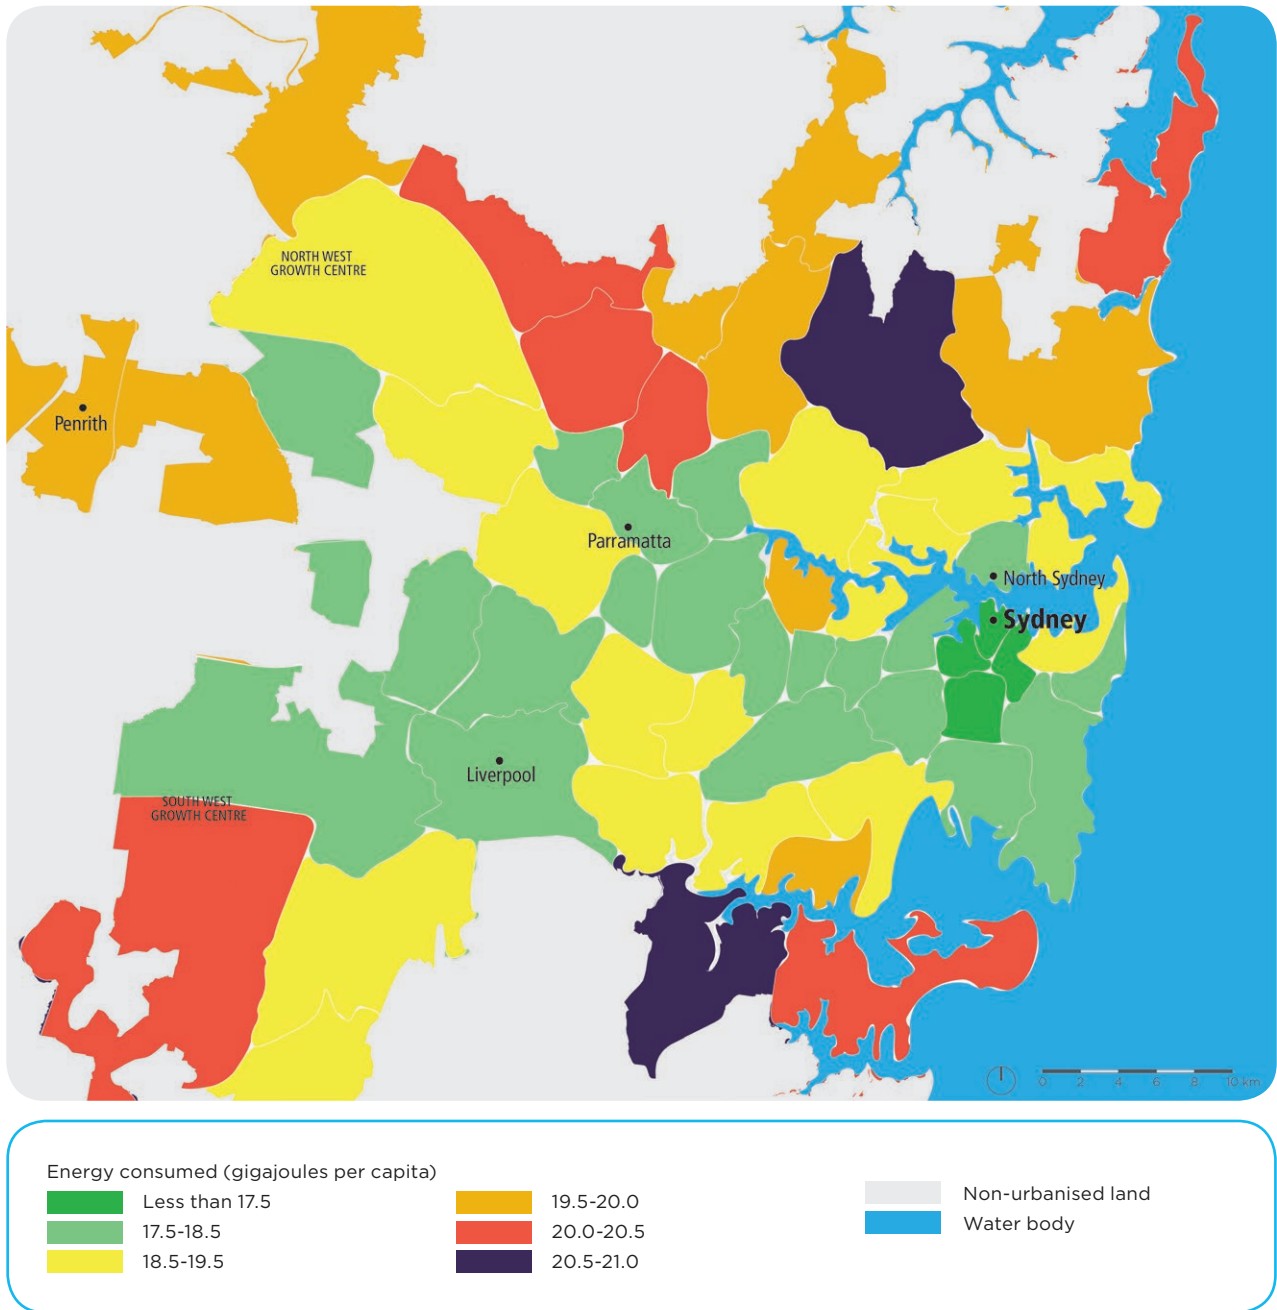 NORTH WEST
GROWTH CENTRE
Penrith
Parramatta
North Sydney
Sydney
Liverpool
SOUTH WEST
GROWTH CENTRE
0 2 4 6 8 10 km
Energy consumed (gigajoules per capita)
Less than 17.5
17.5-18.5
18.5-19.5
19.5-20.0
20.0-20.5
20.5-21.0
Non-urbanised land
Water body